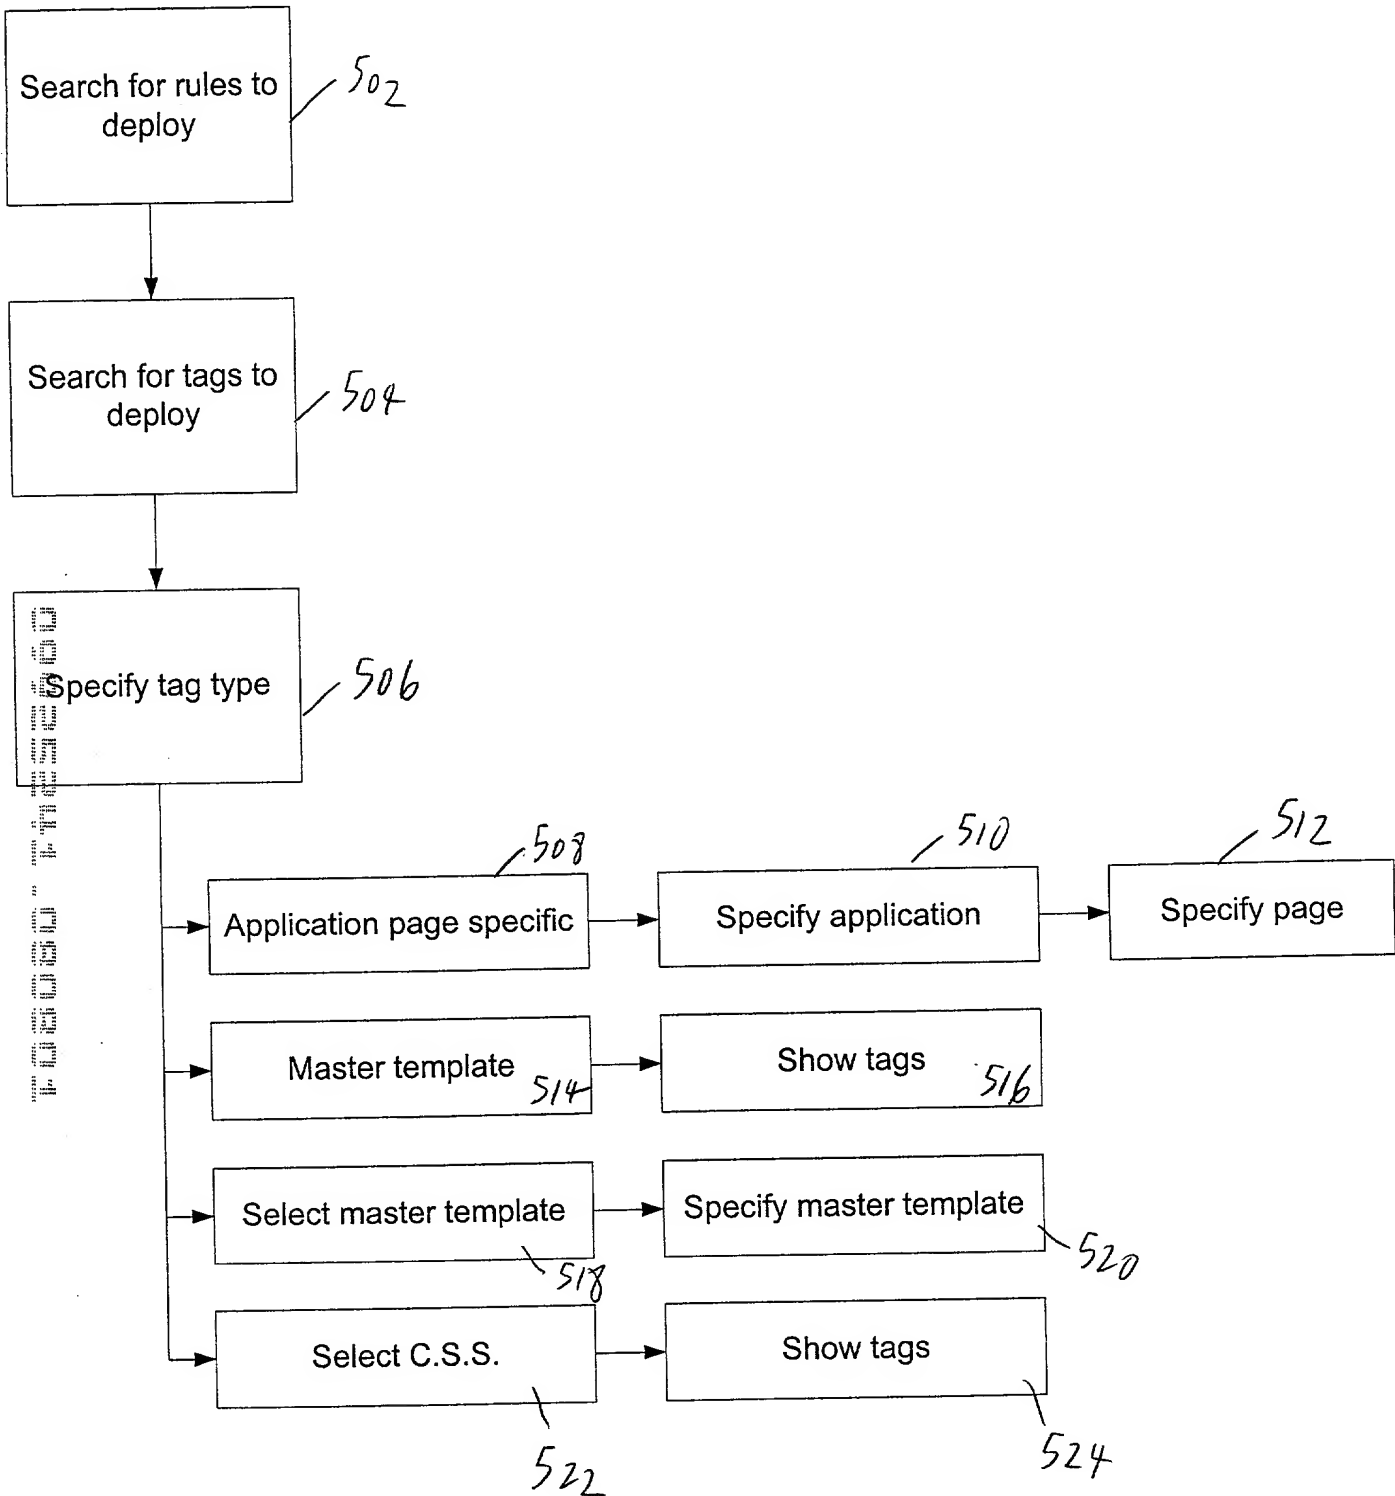 Search for rules to
deploy
502
Search for tags to
deploy
504
Specify tag type
506
508
510
512
Application page specific
Specify application
Specify page
Master template
514
Show tags
516
Select master template
518
Specify master template
520
Select C.S.S.
522
Show tags
524